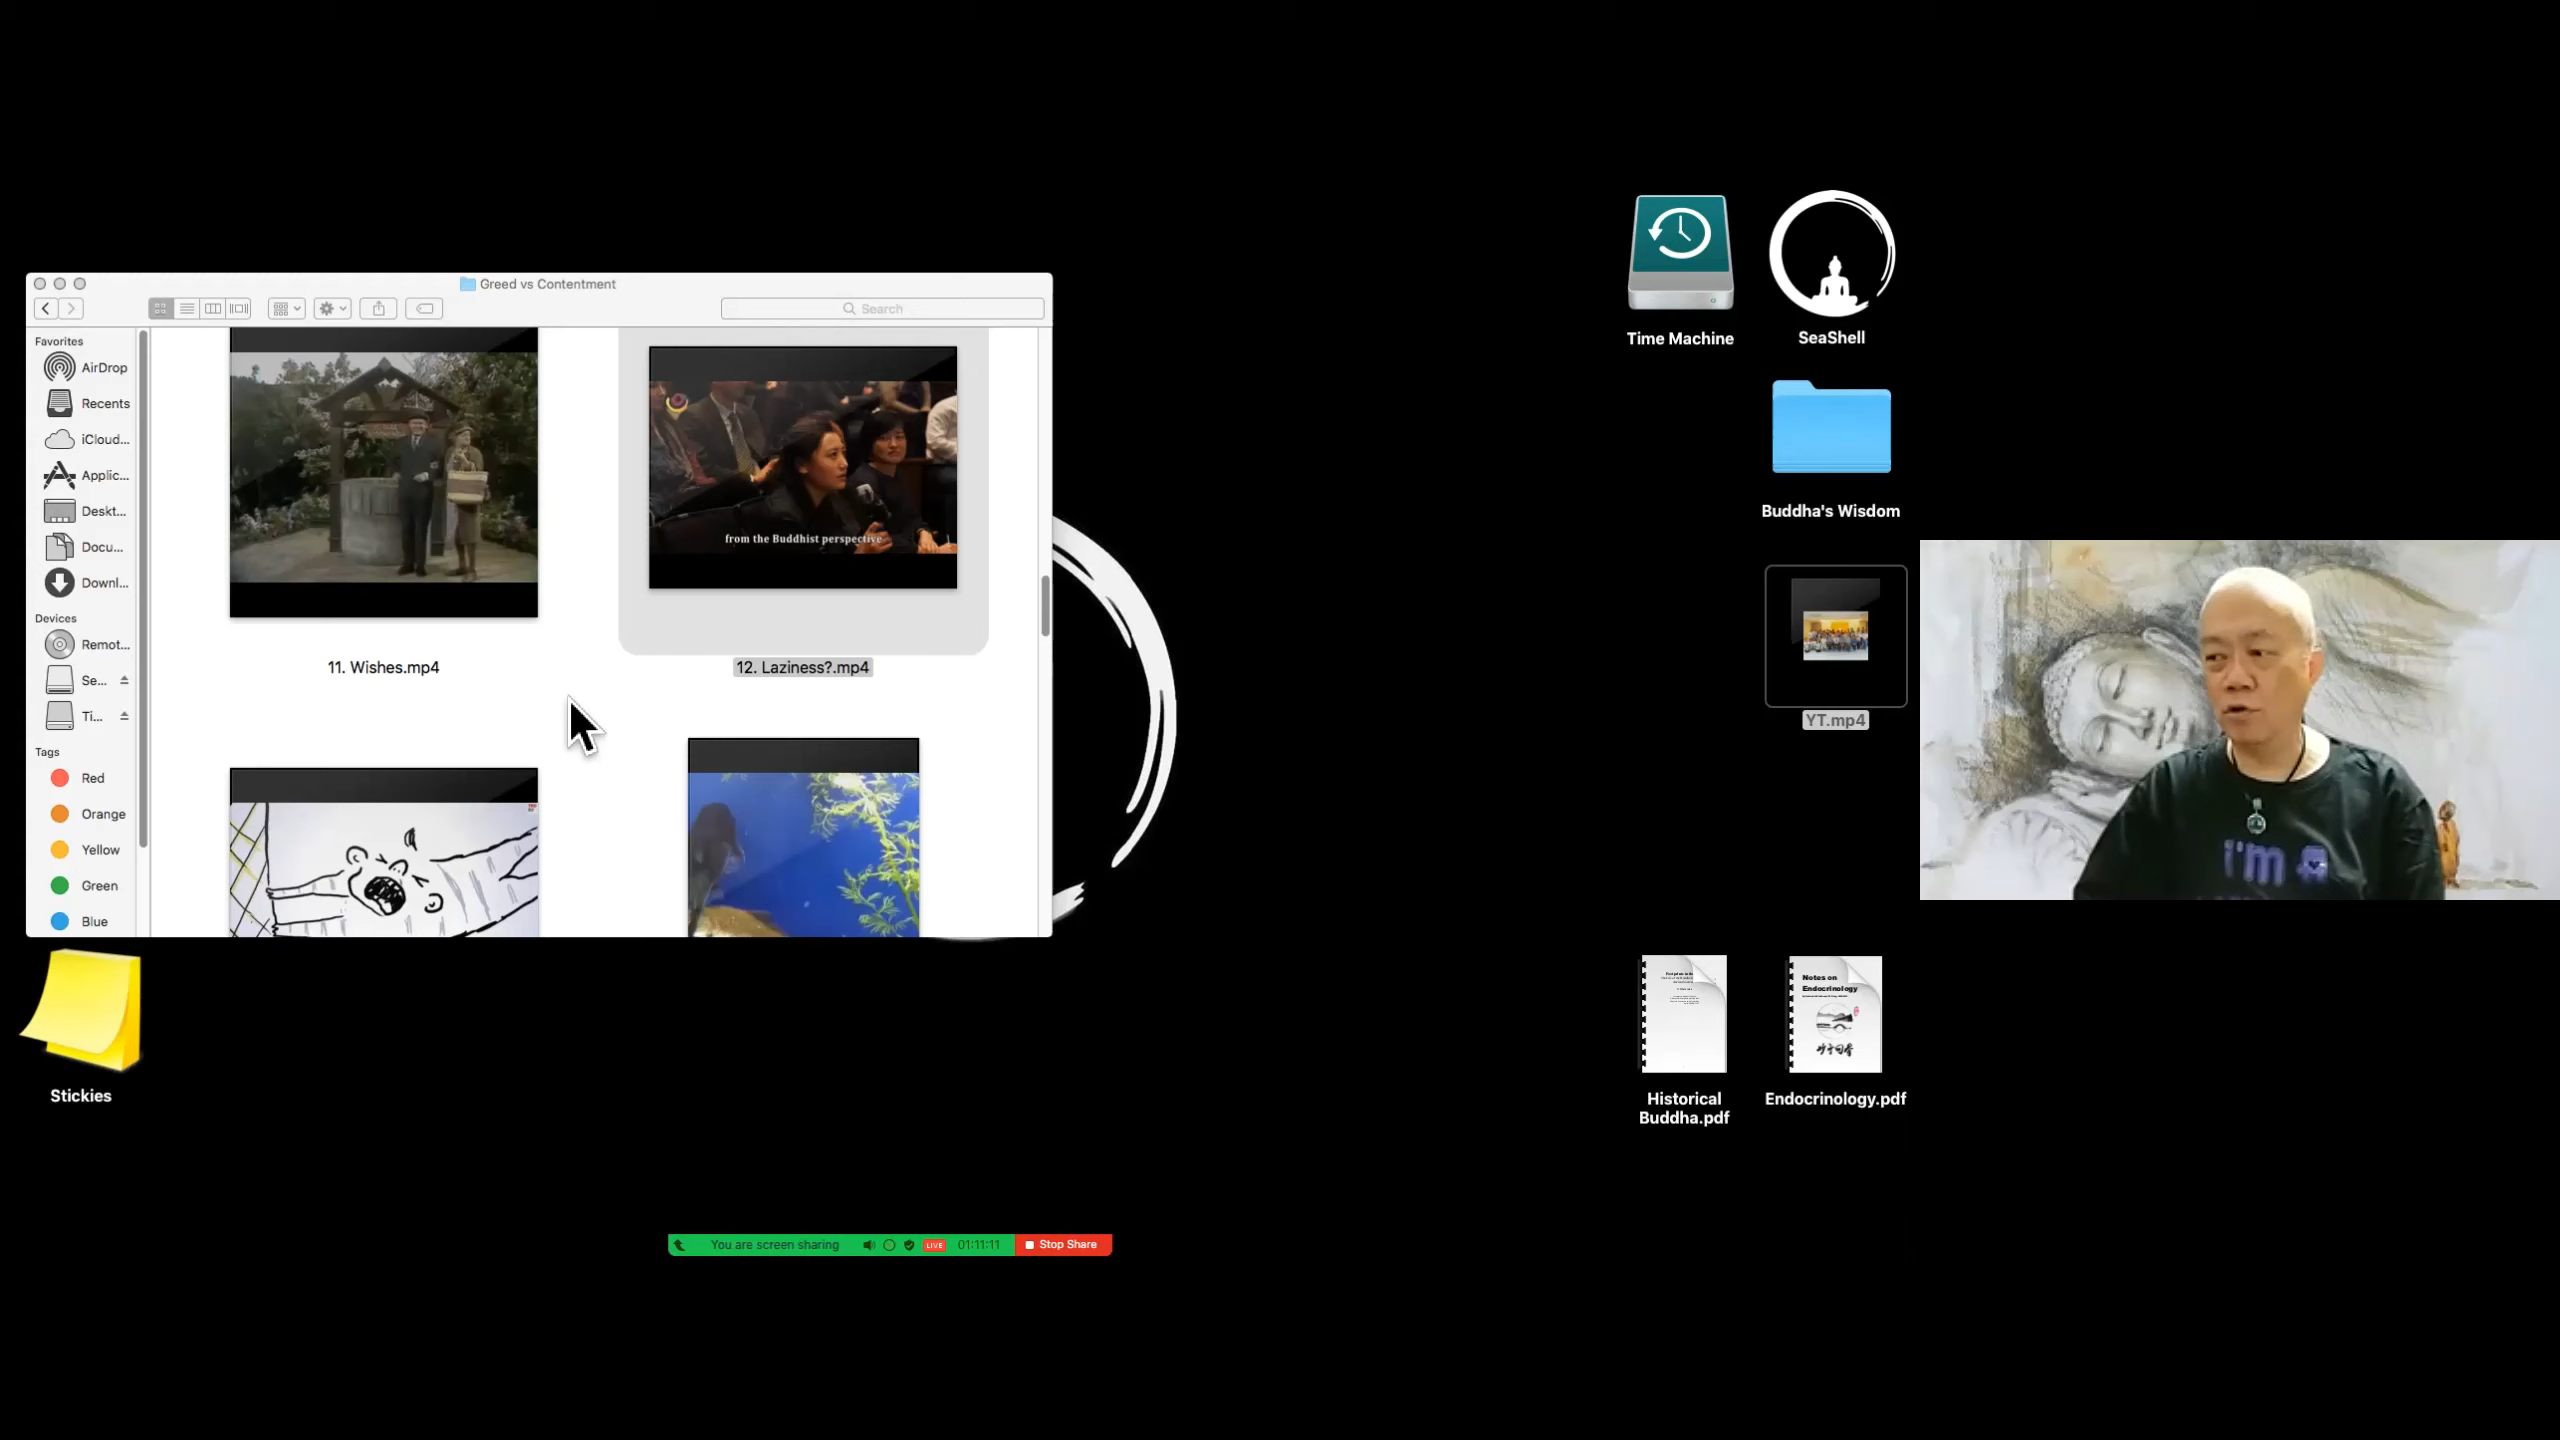 Greed vs Contentment
Search
Favorites
AirDrop
Recents
iCloud...
Applic...
Deskt...
Docu...
Downl...
Devices
Remot...
Se...
Ti...
Tags
Red
Orange
Yellow
Green
Blue
from the Buddhist perspective
11. Wishes.mp4
12. Laziness?.mp4
Time Machine
SeaShell
Buddha's Wisdom
YT.mp4
i'm A
Notes on
Endocrinology
Historical
Buddha.pdf
Endocrinology.pdf
Stickies
You are screen sharing
LIVE
01:11:11
Stop Share